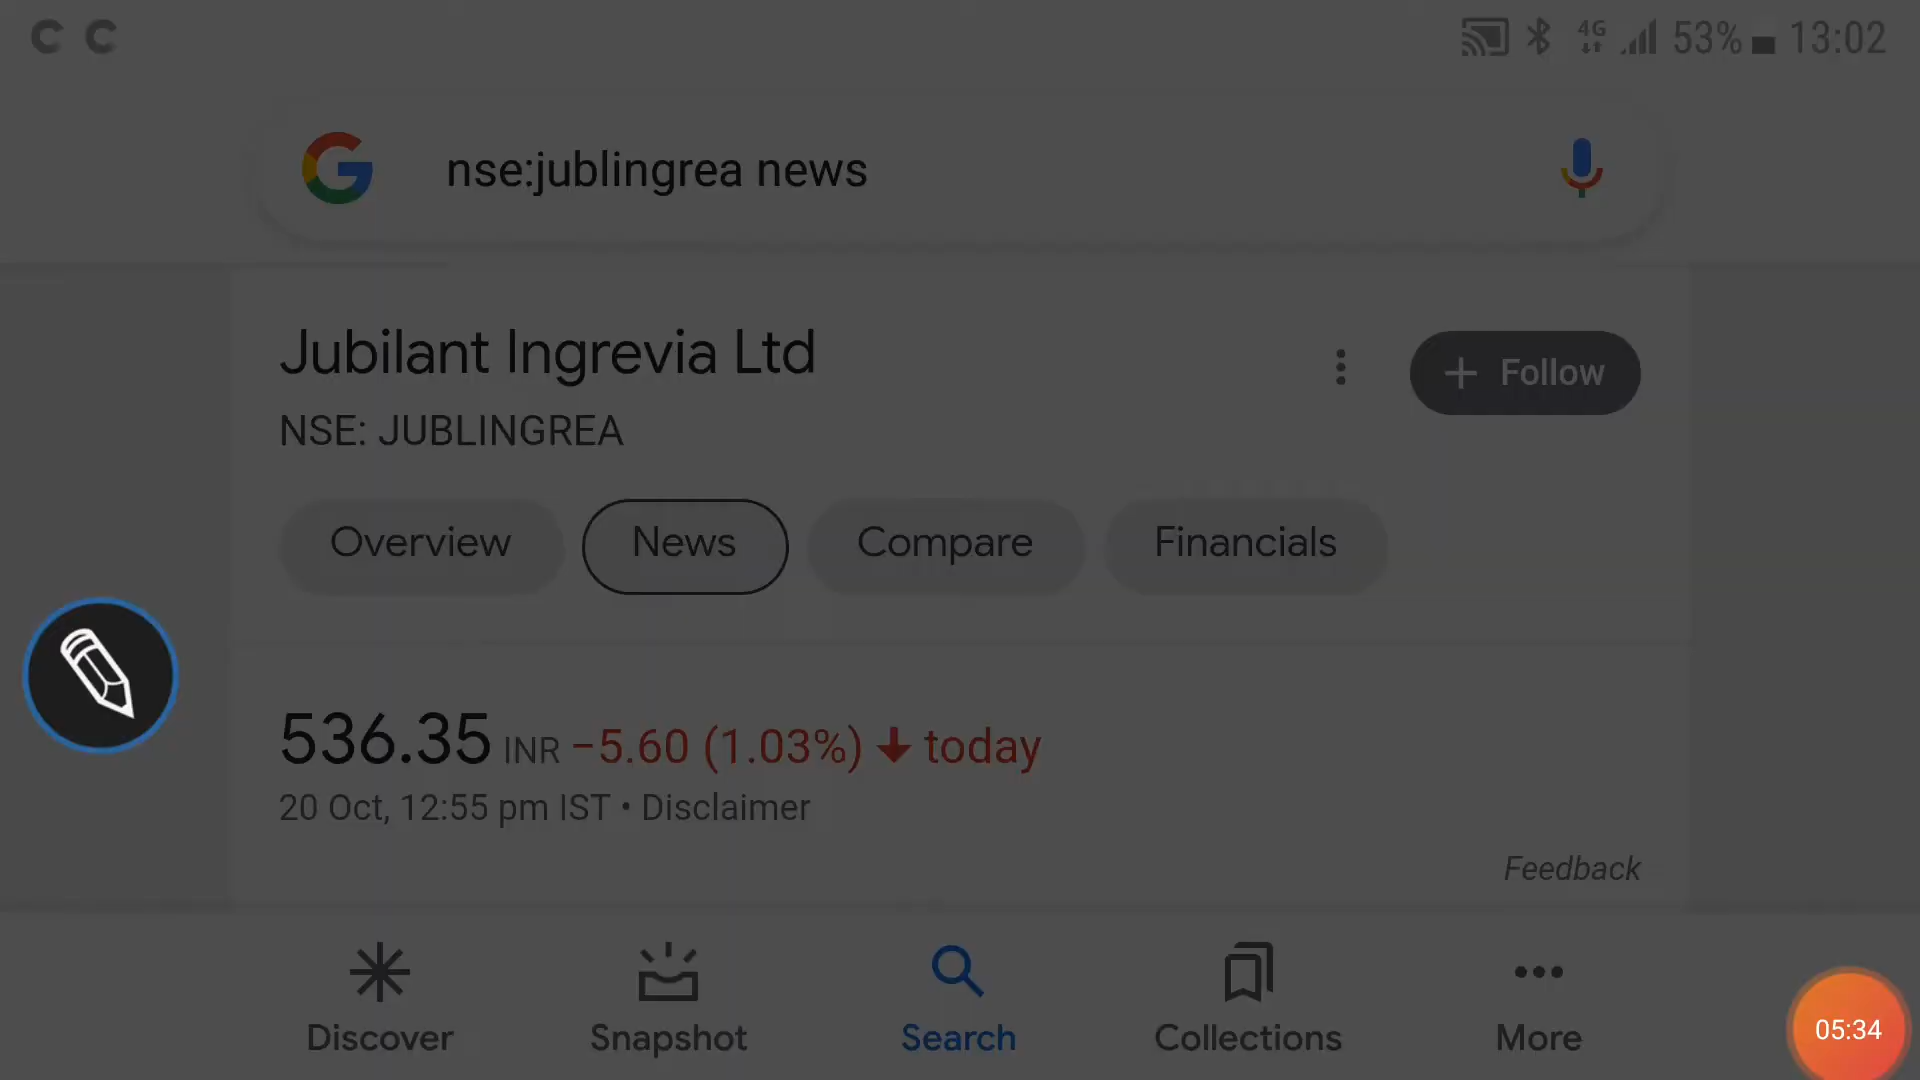 4G 53% 13:02
nse:jublingrea news
Jubilant Ingrevia Ltd
+ Follow
NSE: JUBLINGREA
Overview News Compare Financials
536.35 INR −5.60 (1.03%) ↓ today
20 Oct, 12:55 pm IST • Disclaimer
Feedback
Discover Snapshot Search Collections More
05:34